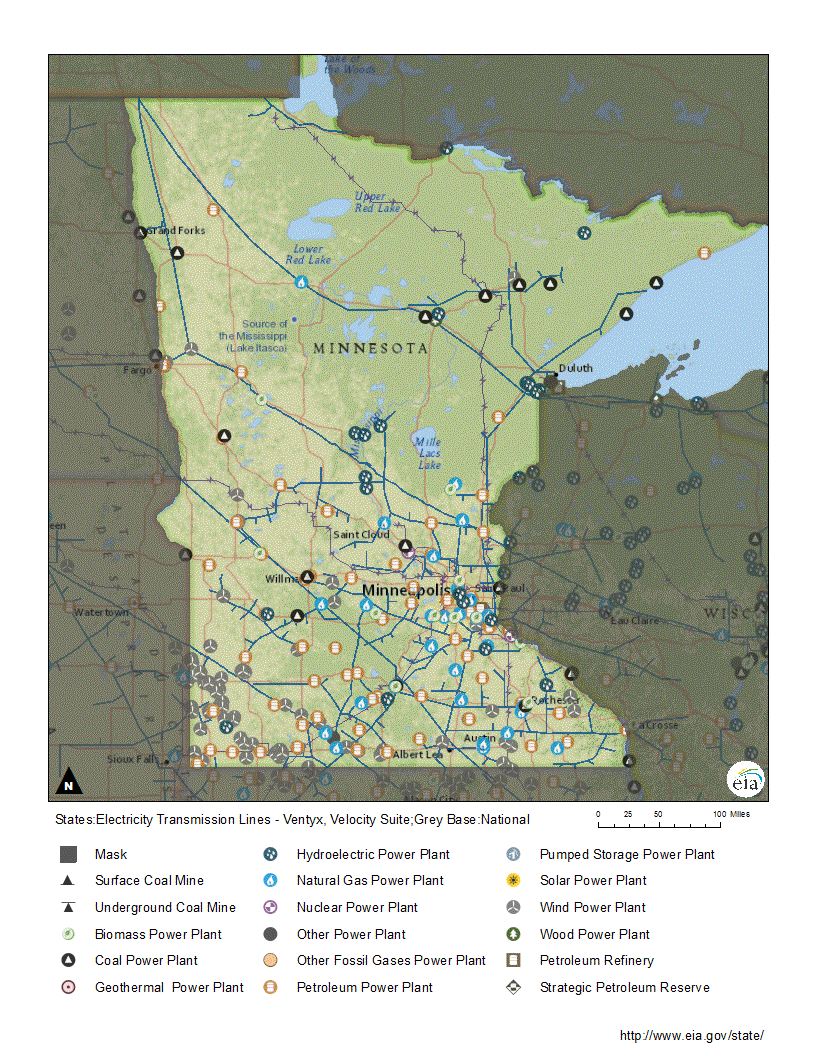 Lake of
the Woods
Upper
Red Lake
Grand Forks
Lower
Red Lake
Source of
the Mississippi
(Lake Itasca)
MINNESOTA
Fargo
Duluth
Mille
Lacs
Lake
Saint Cloud
Willm
Minneapolis
Saint Paul
Watertown
Eau Claire
WISC
Rochester
La Crosse
Austin
Albert Lea
Sioux Falls
N
eia
States:Electricity Transmission Lines - Ventyx, Velocity Suite;Grey Base:National
0 25 50 100 Miles
Mask
Hydroelectric Power Plant
Pumped Storage Power Plant
Surface Coal Mine
Natural Gas Power Plant
Solar Power Plant
Underground Coal Mine
Nuclear Power Plant
Wind Power Plant
Biomass Power Plant
Other Power Plant
Wood Power Plant
Coal Power Plant
Other Fossil Gases Power Plant
Petroleum Refinery
Geothermal Power Plant
Petroleum Power Plant
Strategic Petroleum Reserve
http://www.eia.gov/state/